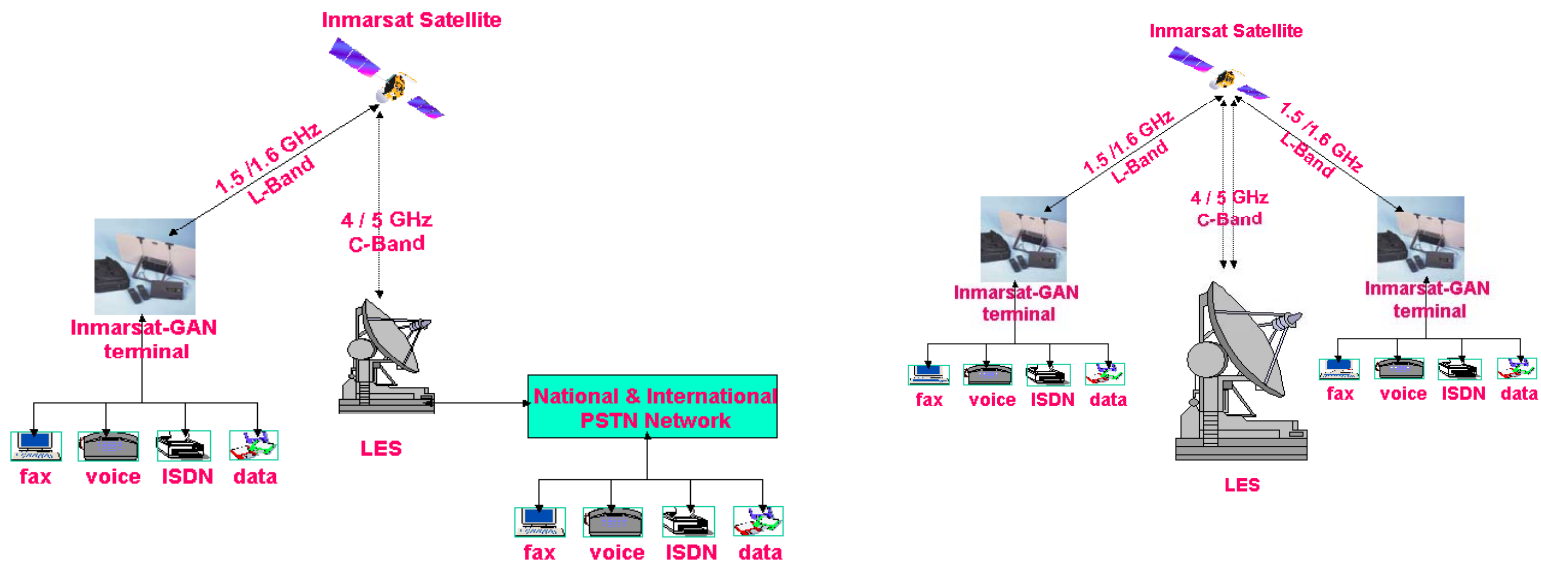 Inmarsat Satellite
1.5 /1.6 GHz
L-Band
4 / 5 GHz
C-Band
Inmarsat-GAN
terminal
fax voice ISDN data
LES
National & International
PSTN Network
fax voice ISDN data
Inmarsat Satellite
1.5 /1.6 GHz
L-Band
1.5 /1.6 GHz
L-Band
4 / 5 GHz
C-Band
Inmarsat-GAN
terminal
Inmarsat-GAN
terminal
fax voice ISDN data
fax voice ISDN data
LES